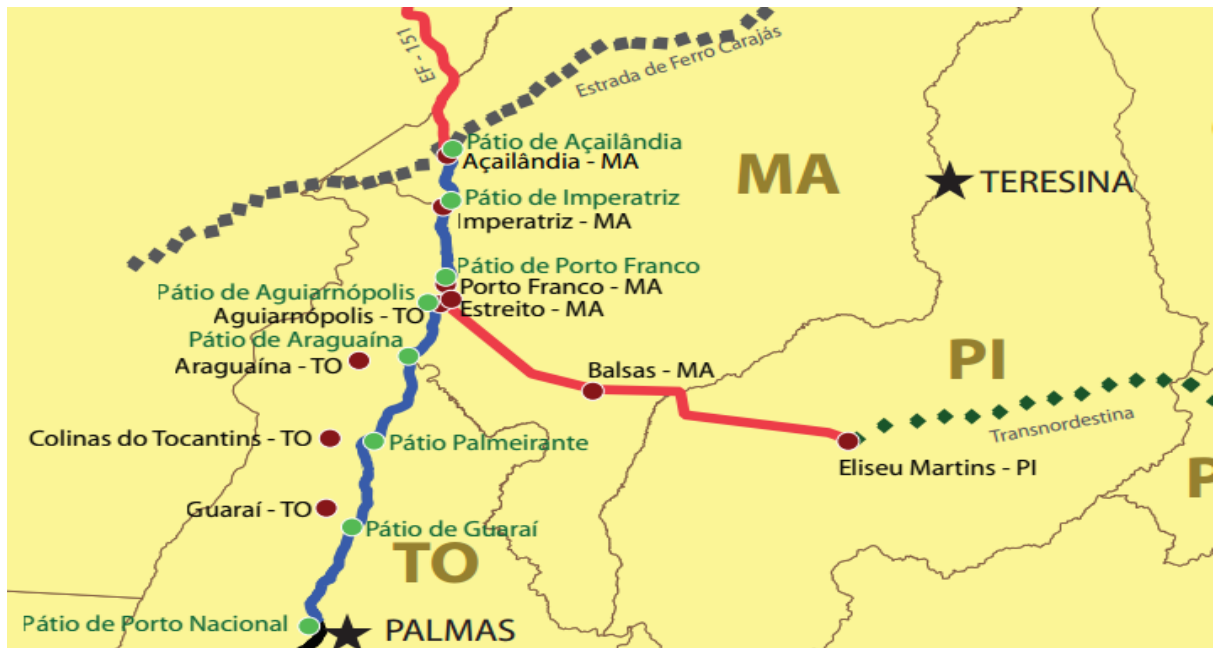 EF - 151
Estrada de Ferro Carajás
Pátio de Açailândia
Açailândia - MA
MA
TERESINA
Pátio de Imperatriz
Imperatriz - MA
Pátio de Porto Franco
Porto Franco - MA
Pátio de Aguiarnópolis
Estreito - MA
Aguiarnópolis - TO
Pátio de Araguaína
Araguaína - TO
Balsas - MA
PI
Transnordestina
Colinas do Tocantins - TO
Pátio Palmeirante
Eliseu Martins - PI
P
Guaraí - TO
Pátio de Guaraí
TO
Pátio de Porto Nacional
PALMAS